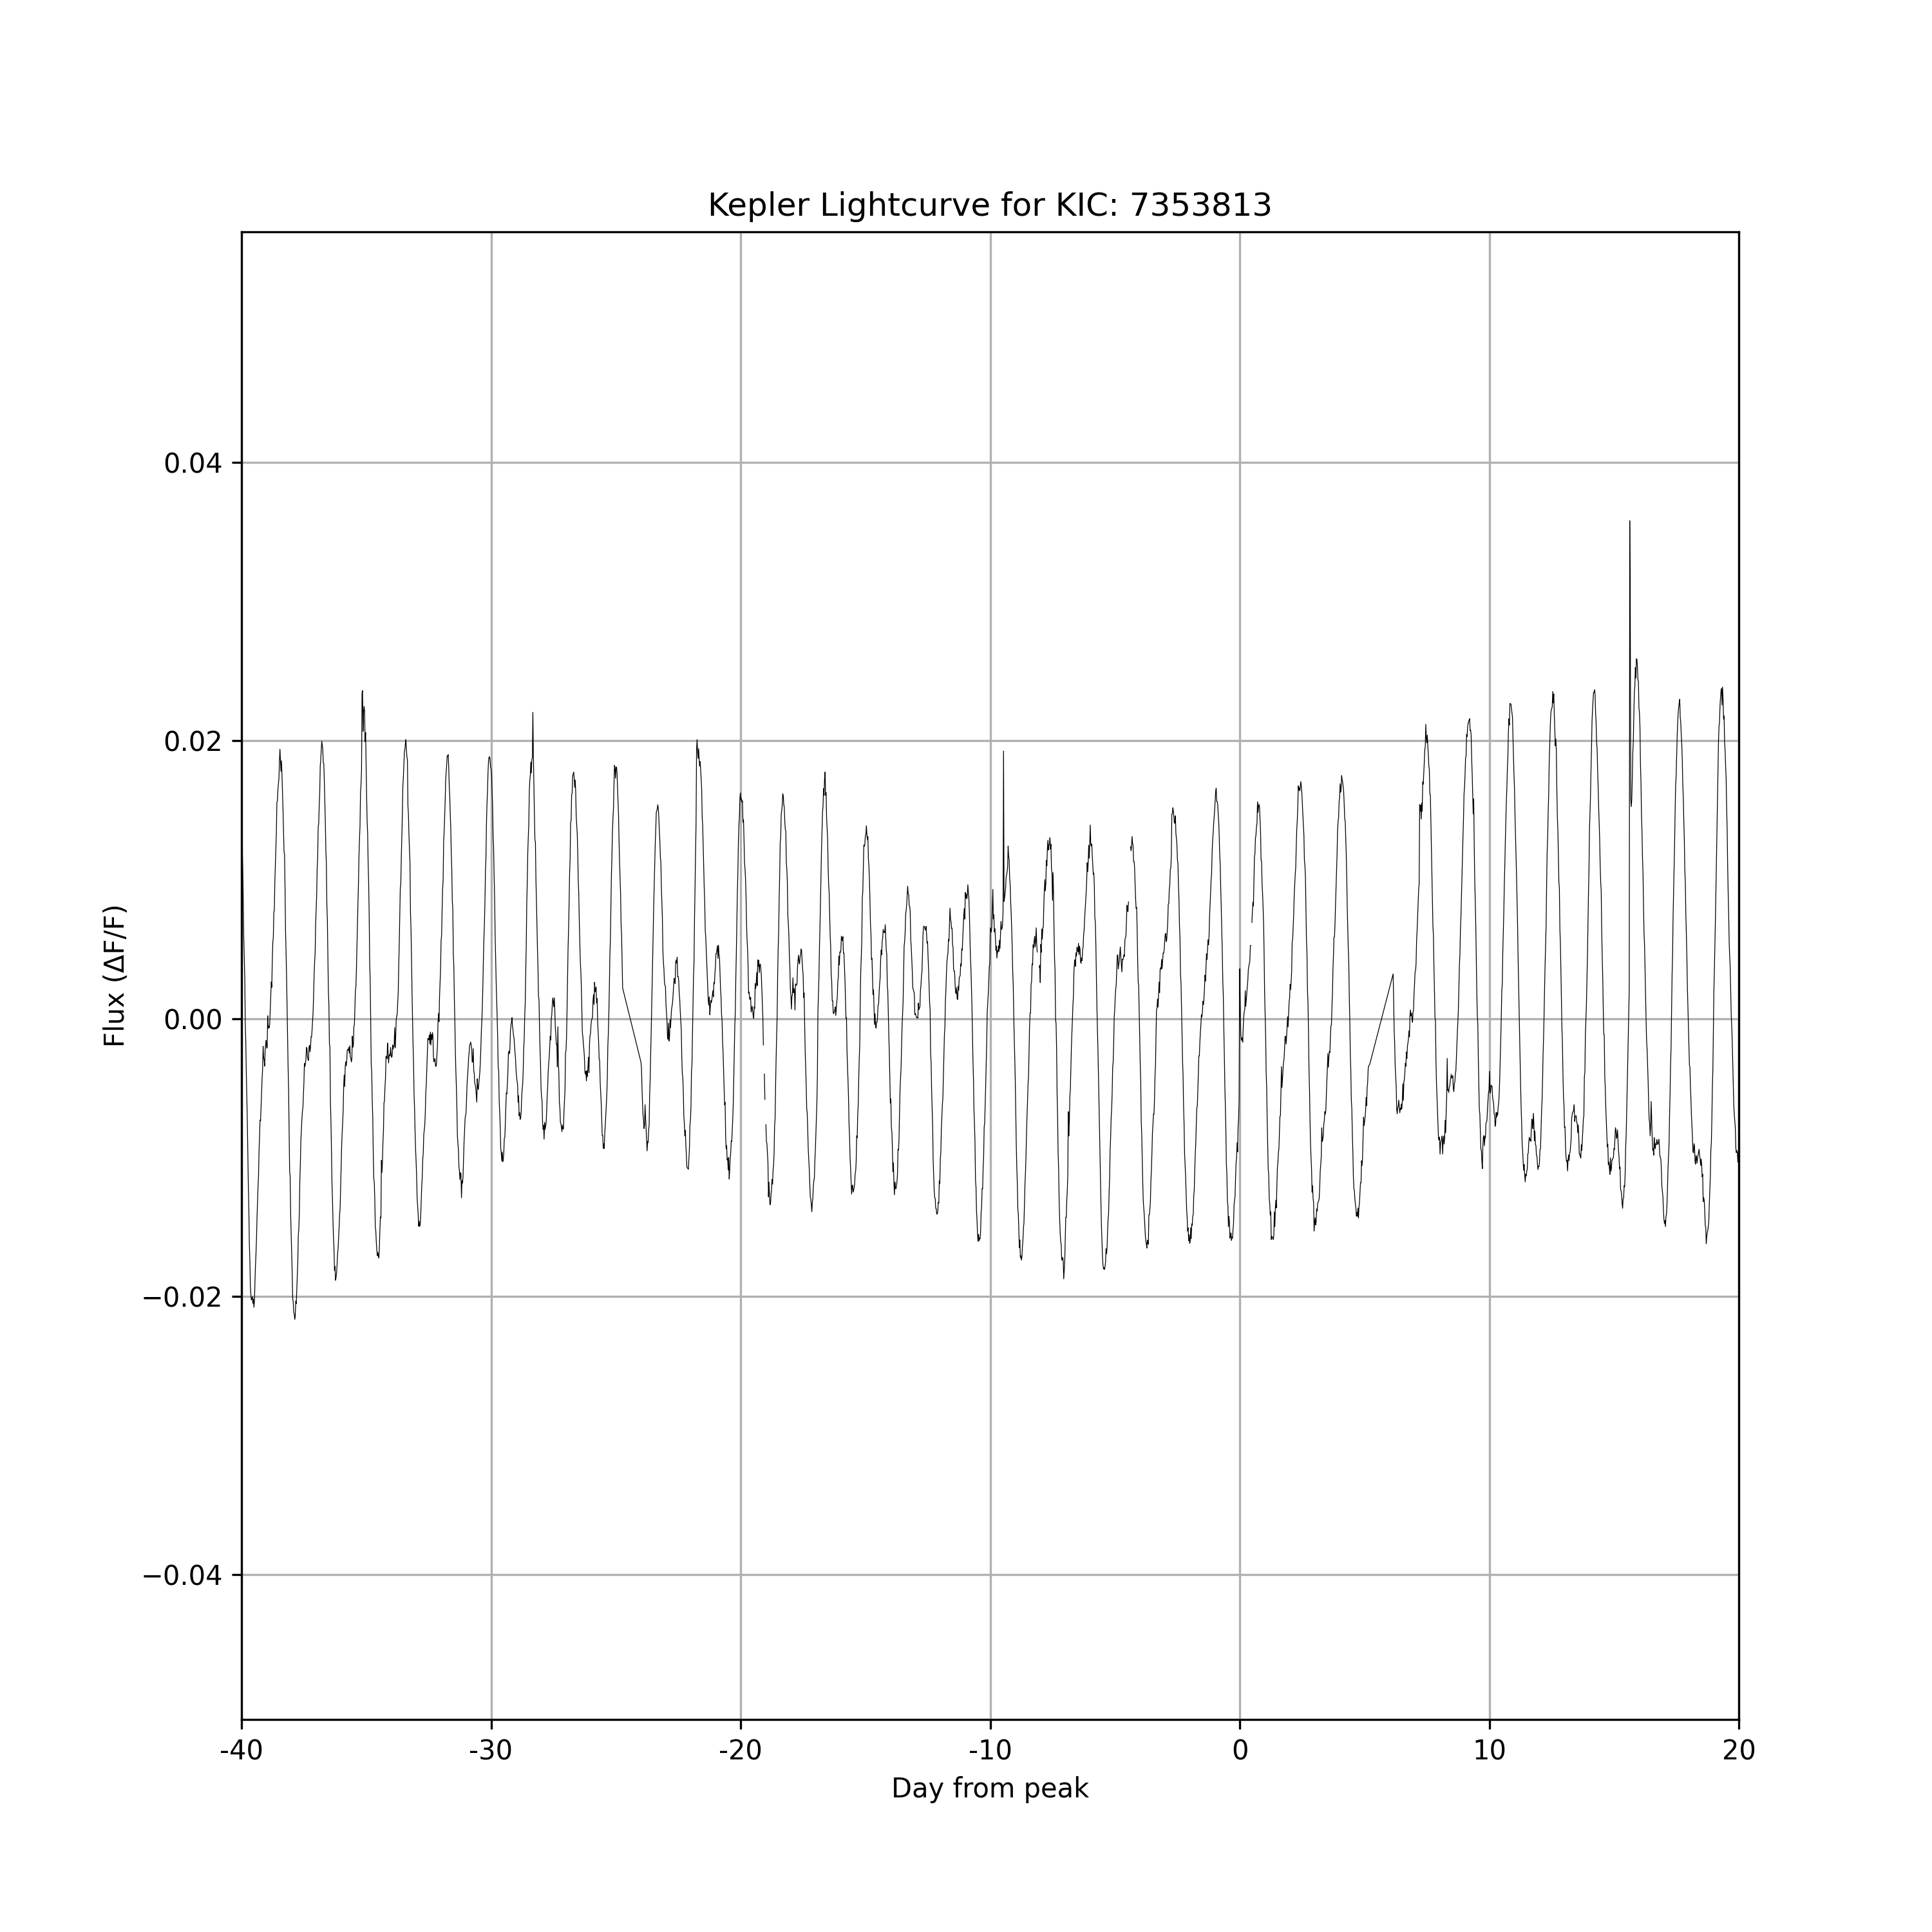 Kepler Lightcurve for KIC: 7353813
Flux (ΔF/F)
0.04
0.02
0.00
−0.02
−0.04
-40 -30 -20 -10 0 10 20
Day from peak